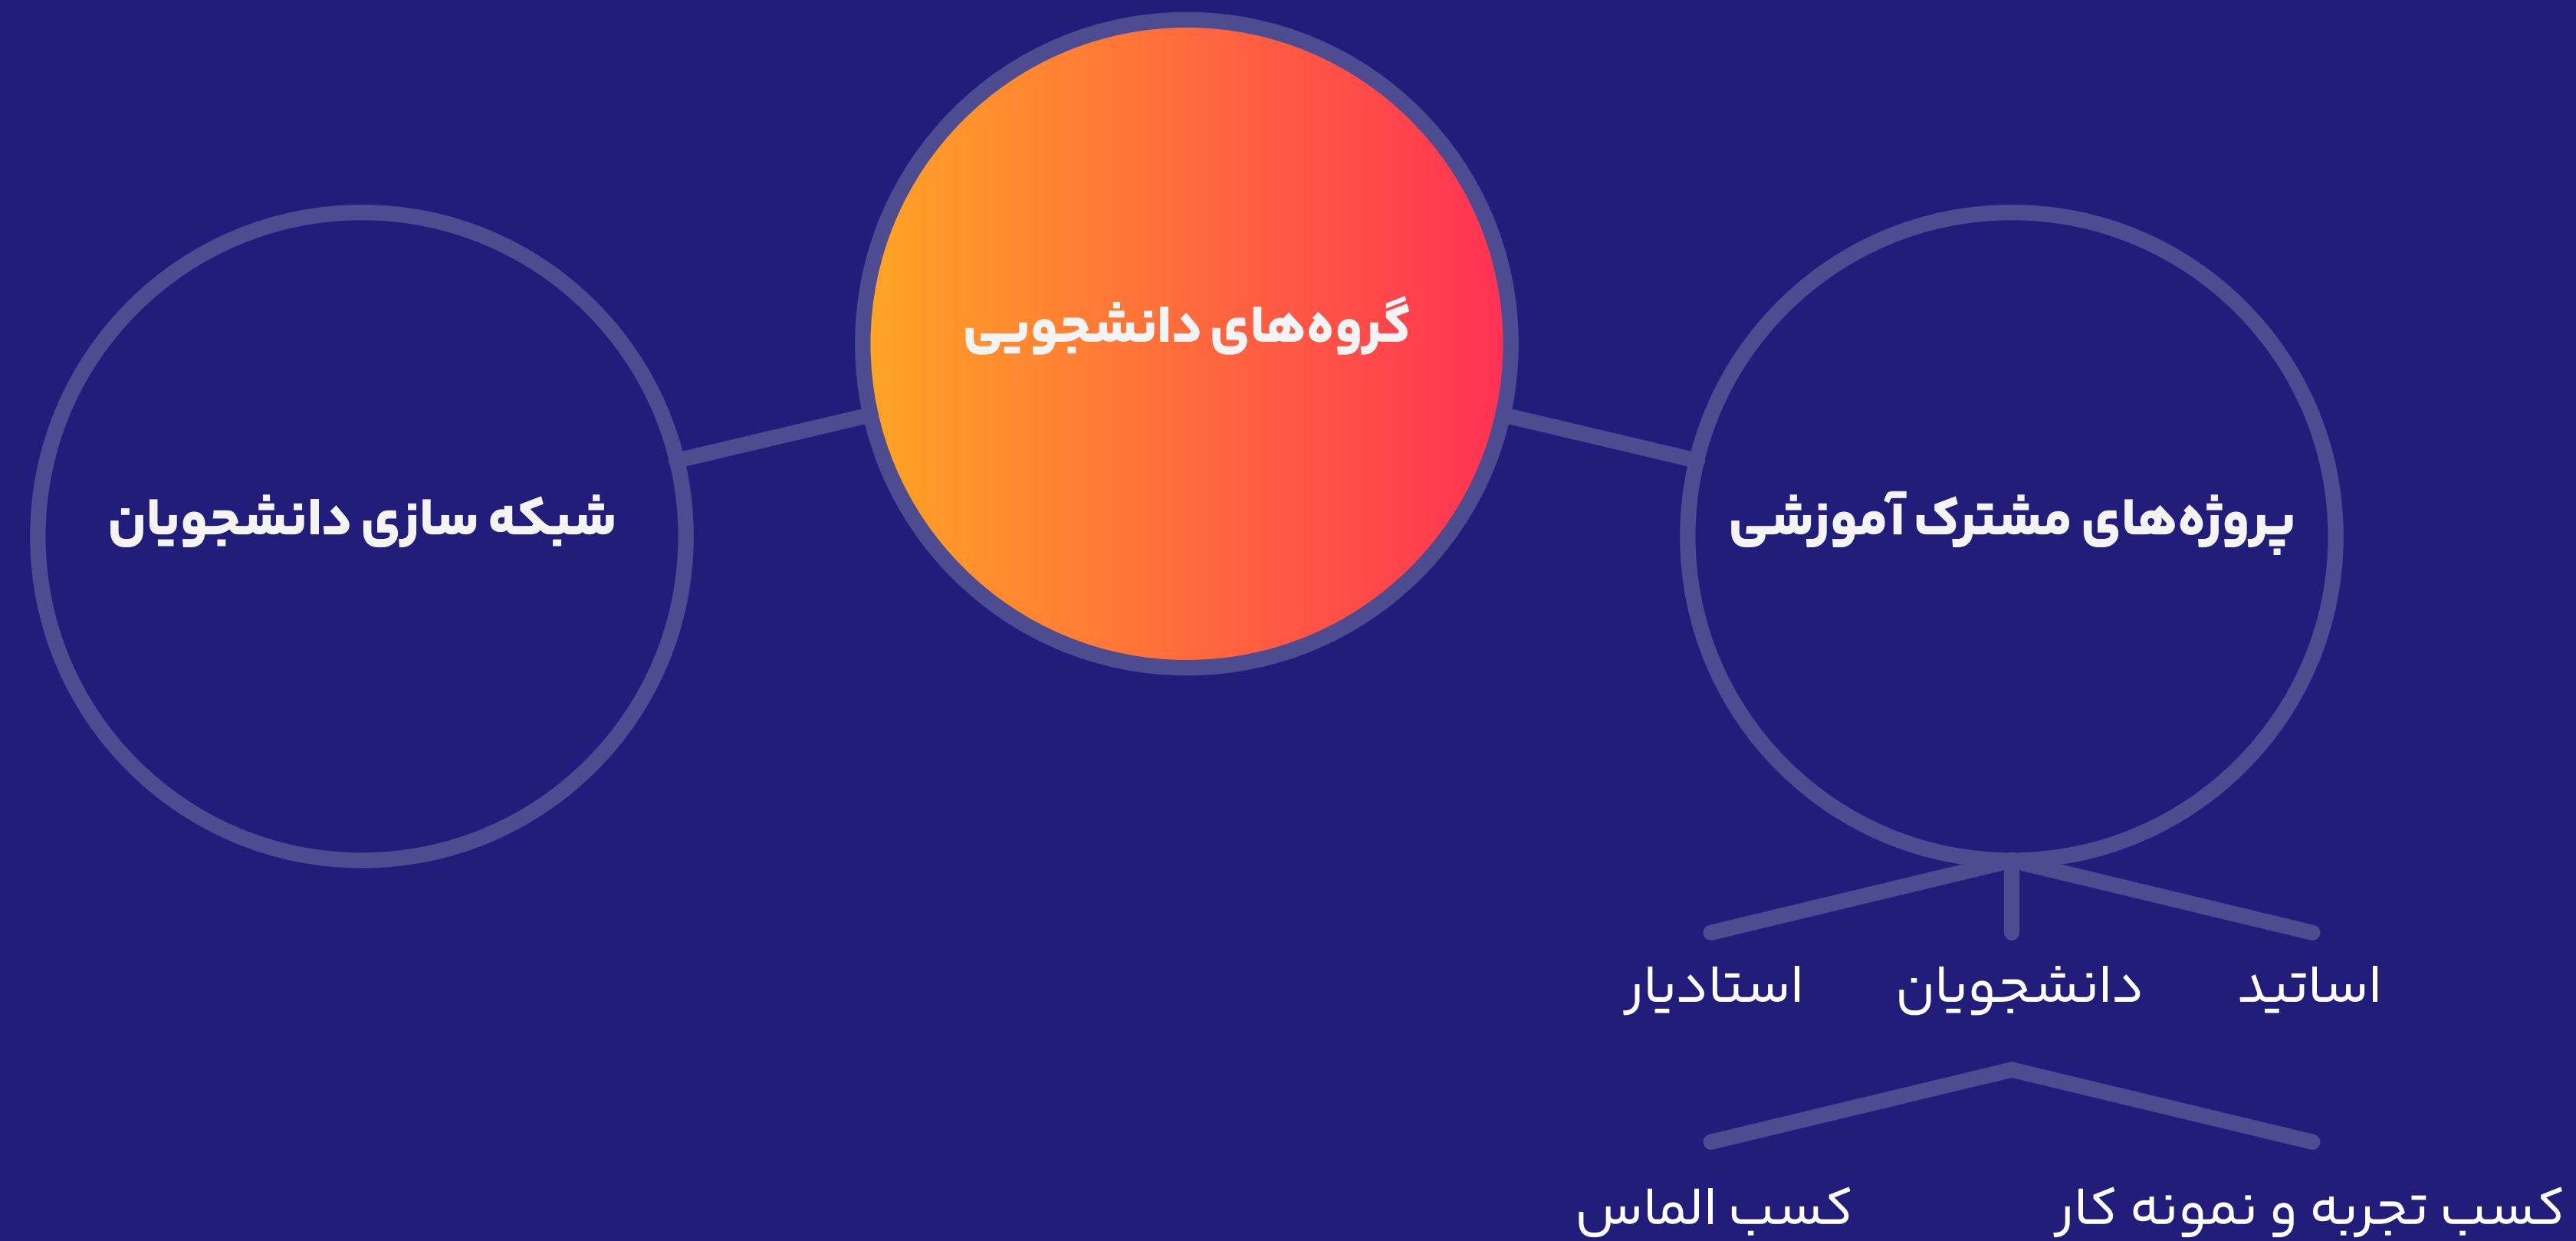 گروه‌های دانشجویی
پروژه‌های مشترک آموزشی
شبکه سازی دانشجویان
اساتید
دانشجویان
استادیار
کسب تجربه و نمونه کار
کسب الماس